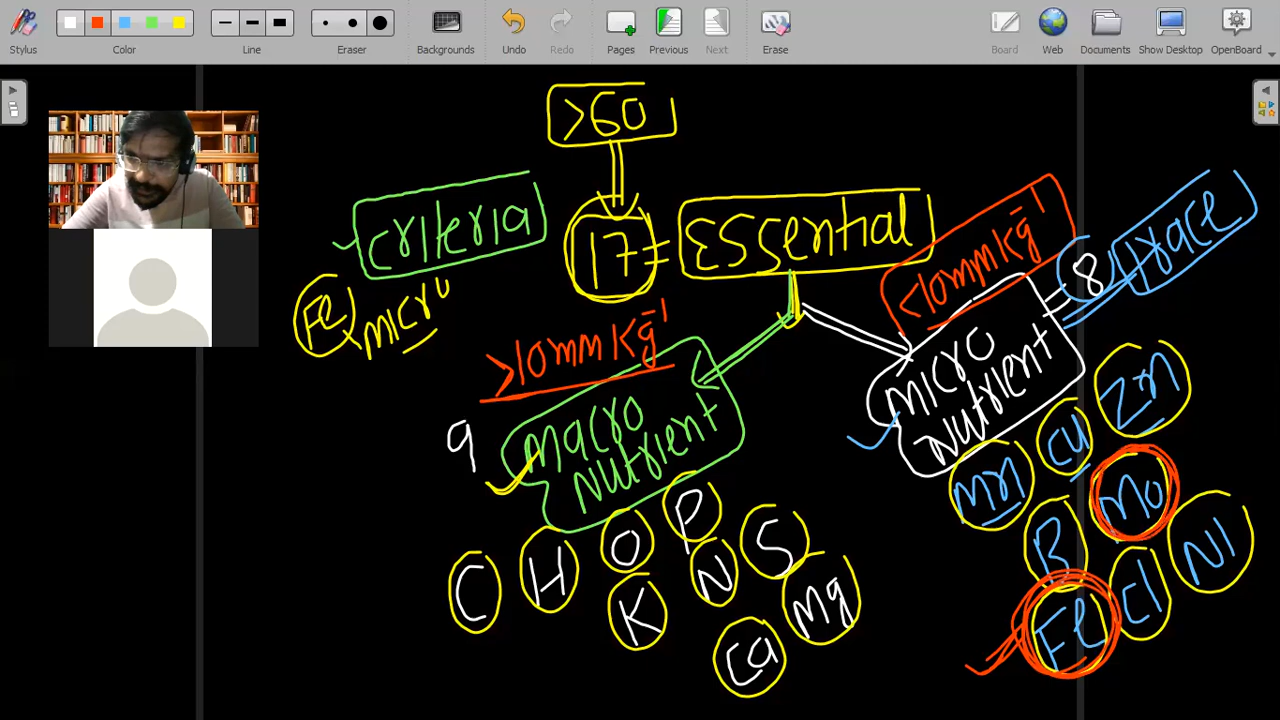 Stylus
Color
Line
Eraser
Backgrounds
Undo
Redo
Pages
Previous
Next
Erase
Board
Web
Documents
Show Desktop
OpenBoard
>60
Criteria
17 = Essential
<10mmKg⁻¹
8 trace
Fe micro
>10mmKg⁻¹
9
Macro
Nutrient
Micro
Nutrient
Mn Cu Zn
B Mo
Fe Cl Ni
C H O P
K N S
Ca Mg